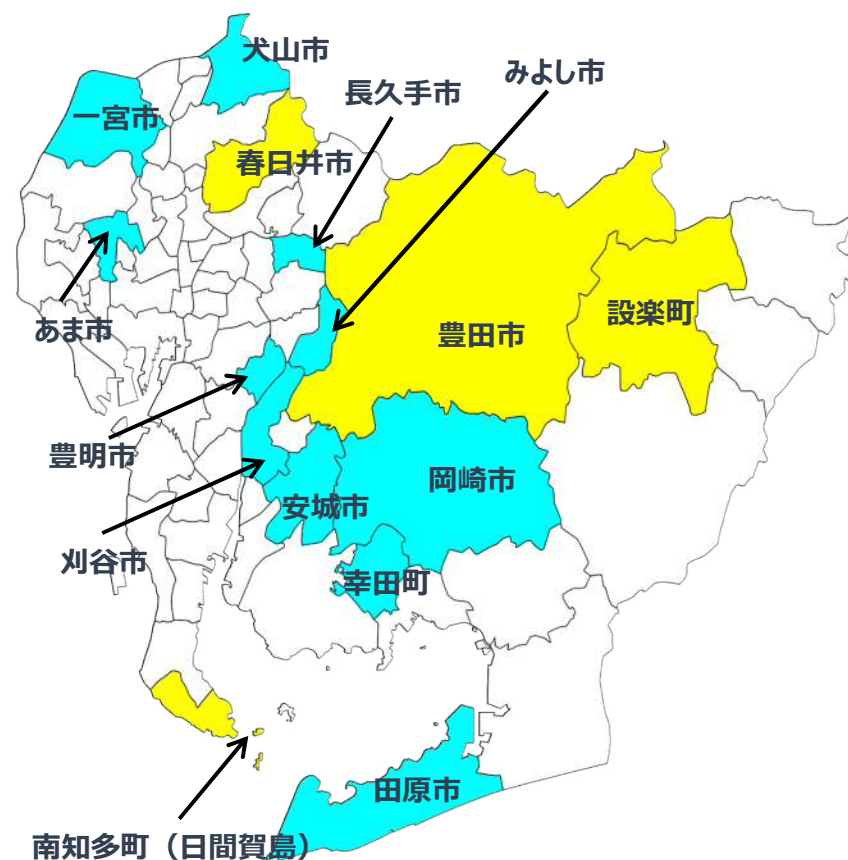 犬山市
みよし市
長久手市
一宮市
春日井市
設楽町
あま市
豊田市
豊明市
岡崎市
安城市
刈谷市
幸田町
田原市
南知多町（日間賀島）